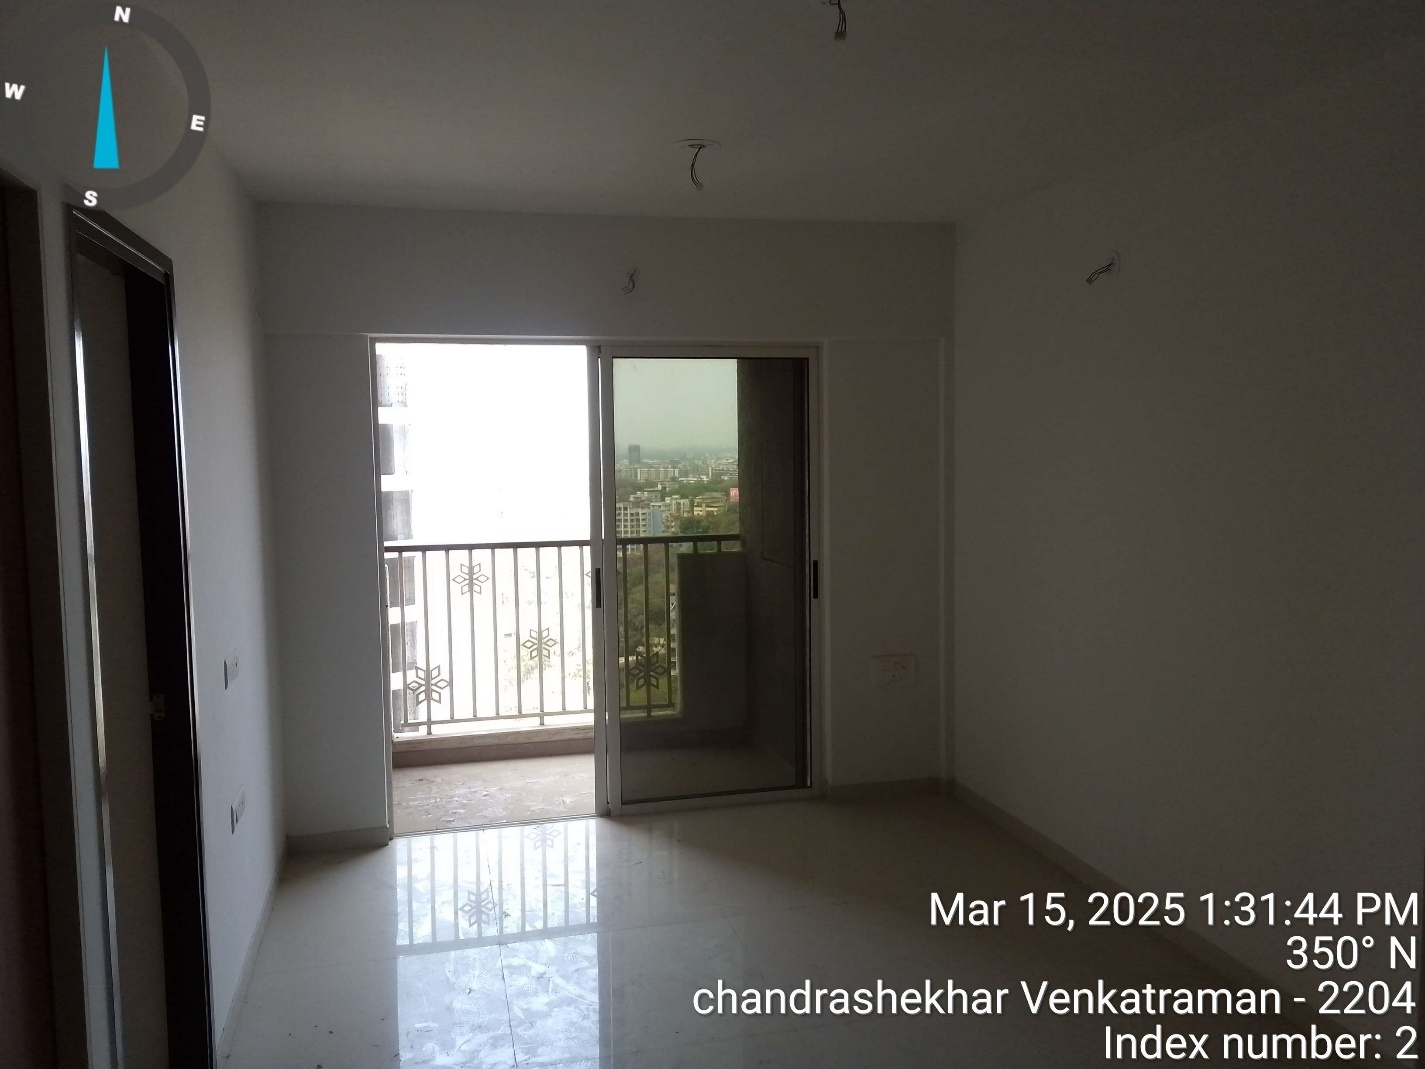 N
W
E
S
Mar 15, 2025 1:31:44 PM
350° N
chandrashekhar Venkatraman - 2204
Index number: 2